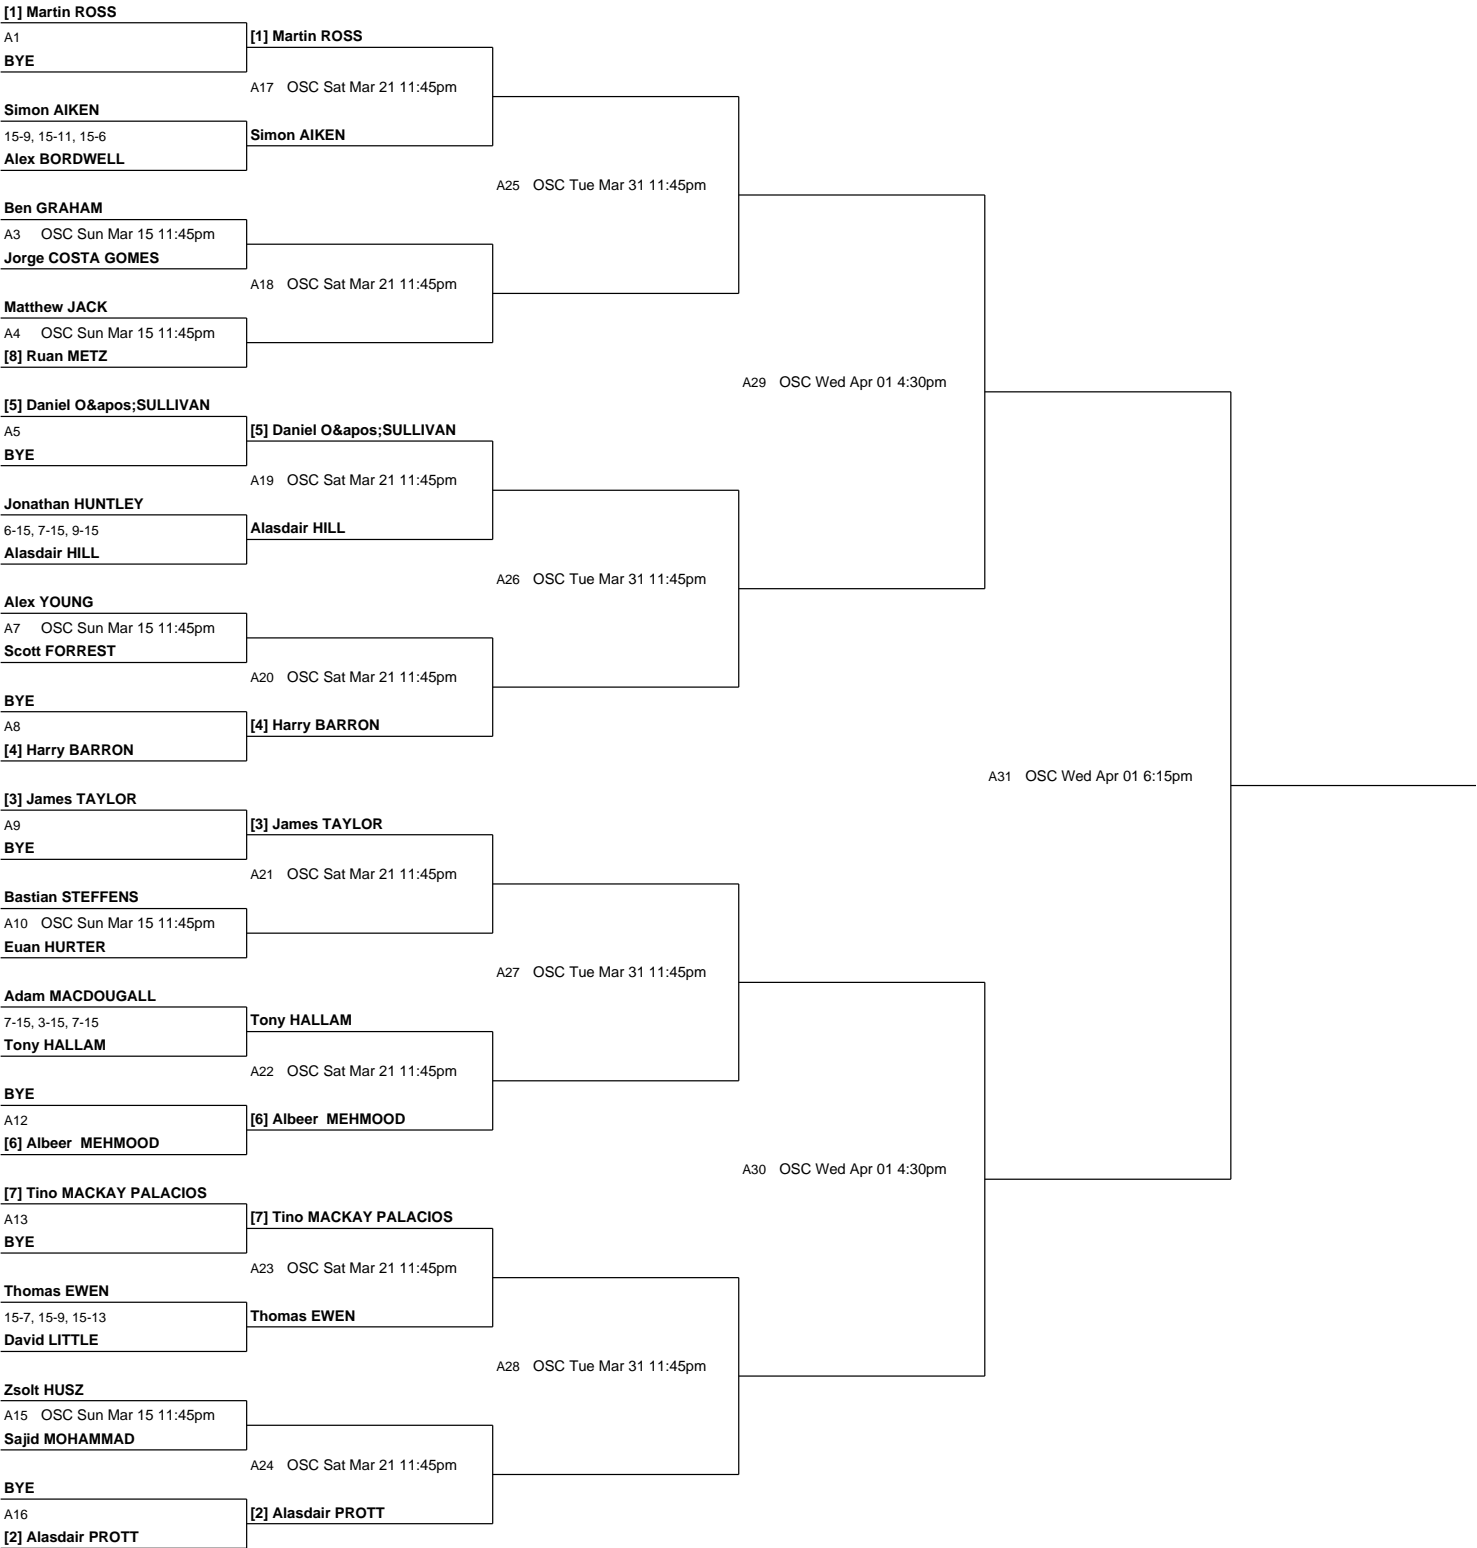 [1] Martin ROSS
A1
BYE
[1] Martin ROSS
A17 OSC Sat Mar 21 11:45pm
Simon AIKEN
15-9, 15-11, 15-6
Alex BORDWELL
Simon AIKEN
A25 OSC Tue Mar 31 11:45pm
Ben GRAHAM
A3 OSC Sun Mar 15 11:45pm
Jorge COSTA GOMES
A18 OSC Sat Mar 21 11:45pm
Matthew JACK
A4 OSC Sun Mar 15 11:45pm
[8] Ruan METZ
A29 OSC Wed Apr 01 4:30pm
[5] Daniel O&apos;SULLIVAN
A5
BYE
[5] Daniel O&apos;SULLIVAN
A19 OSC Sat Mar 21 11:45pm
Jonathan HUNTLEY
6-15, 7-15, 9-15
Alasdair HILL
Alasdair HILL
A26 OSC Tue Mar 31 11:45pm
Alex YOUNG
A7 OSC Sun Mar 15 11:45pm
Scott FORREST
A20 OSC Sat Mar 21 11:45pm
BYE
A8
[4] Harry BARRON
[4] Harry BARRON
A31 OSC Wed Apr 01 6:15pm
[3] James TAYLOR
A9
BYE
[3] James TAYLOR
A21 OSC Sat Mar 21 11:45pm
Bastian STEFFENS
A10 OSC Sun Mar 15 11:45pm
Euan HURTER
A27 OSC Tue Mar 31 11:45pm
Adam MACDOUGALL
7-15, 3-15, 7-15
Tony HALLAM
Tony HALLAM
A22 OSC Sat Mar 21 11:45pm
BYE
A12
[6] Albeer  MEHMOOD
[6] Albeer  MEHMOOD
A30 OSC Wed Apr 01 4:30pm
[7] Tino MACKAY PALACIOS
A13
BYE
[7] Tino MACKAY PALACIOS
A23 OSC Sat Mar 21 11:45pm
Thomas EWEN
15-7, 15-9, 15-13
David LITTLE
Thomas EWEN
A28 OSC Tue Mar 31 11:45pm
Zsolt HUSZ
A15 OSC Sun Mar 15 11:45pm
Sajid MOHAMMAD
A24 OSC Sat Mar 21 11:45pm
BYE
A16
[2] Alasdair PROTT
[2] Alasdair PROTT